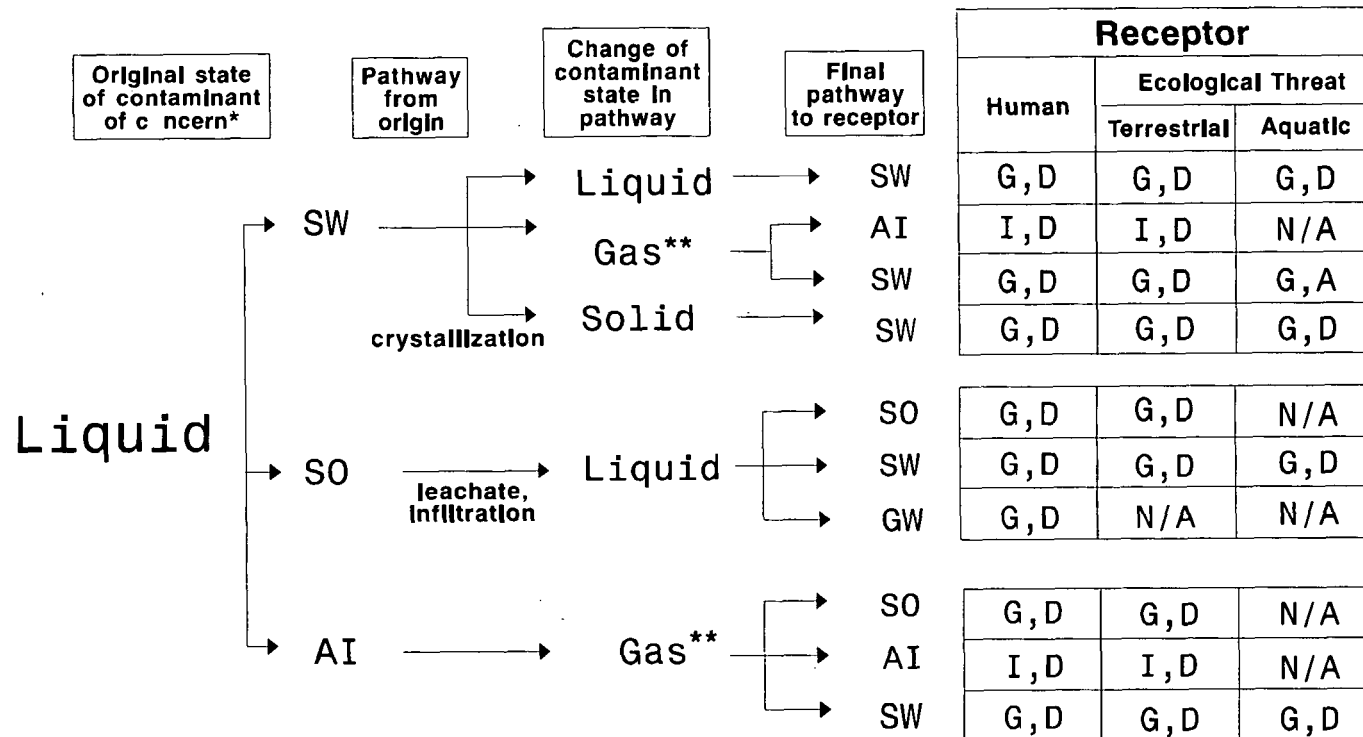 Receptor
Original state
of contaminant
of c ncern*
Pathway
from
origin
Change of
contaminant
state in
pathway
Final
pathway
to receptor
Human
Ecological Threat
Terrestrial
Aquatic
Liquid
SW
Liquid
SW
G,D
G,D
G,D
Gas**
AI
I,D
I,D
N/A
SW
G,D
G,D
G,A
crystallization
Solid
SW
G,D
G,D
G,D
SO
leachate,
infiltration
Liquid
SO
G,D
G,D
N/A
SW
G,D
G,D
G,D
GW
G,D
N/A
N/A
AI
Gas**
SO
G,D
G,D
N/A
AI
I,D
I,D
N/A
SW
G,D
G,D
G,D